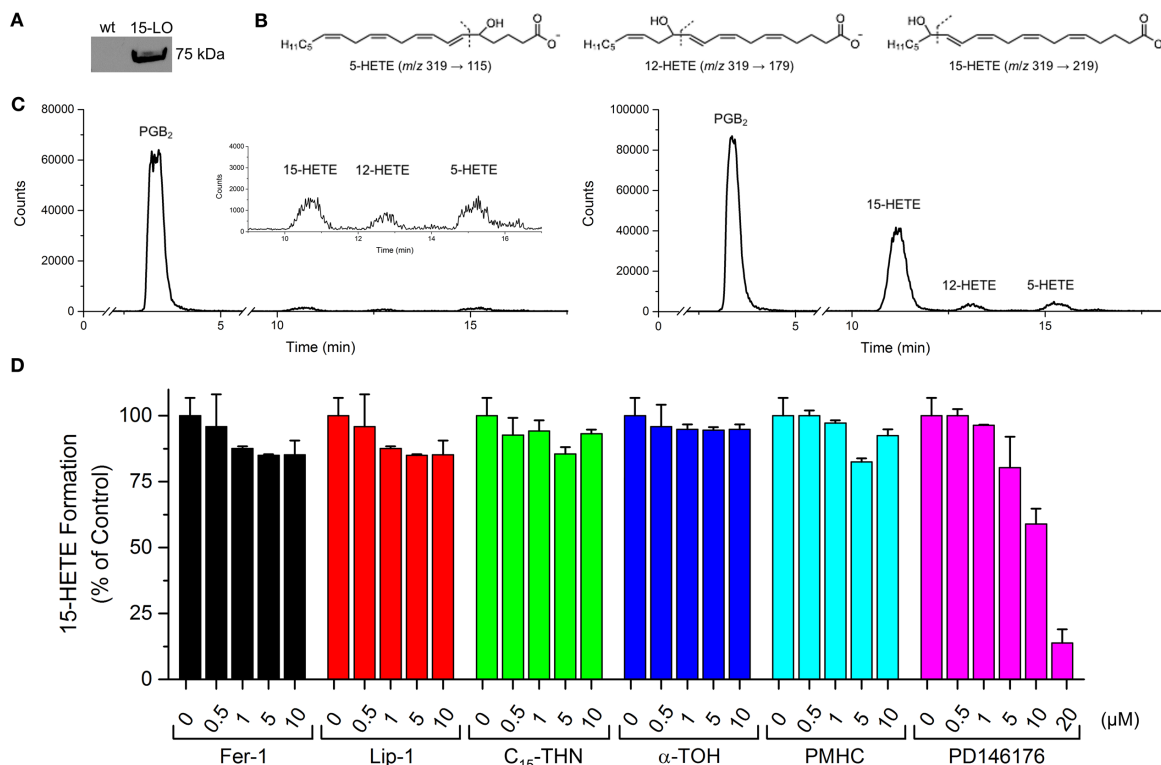 A
wt 15-LO
75 kDa
B
OH
O
O⁻
H₁₁C₅
5-HETE (m/z 319 → 115)
HO
O
O⁻
H₁₁C₅
12-HETE (m/z 319 → 179)
HO
O
O⁻
H₁₁C₅
15-HETE (m/z 319 → 219)
C
80000
60000
40000
20000
0
Counts
PGB₂
0 5 10 15
Time (min)
4000
3000
2000
1000
0
Counts
15-HETE 12-HETE 5-HETE
10 12 14 16
Time (min)
100000
80000
60000
40000
20000
0
Counts
PGB₂
15-HETE
12-HETE
5-HETE
0 5 10 15
Time (min)
D
15-HETE Formation
(% of Control)
100
75
50
25
0
0 0.5 1 5 10 0 0.5 1 5 10 0 0.5 1 5 10 0 0.5 1 5 10 0 0.5 1 5 10 0 0.5 1 5 10 20 (µM)
Fer-1 Lip-1 C₁₅-THN α-TOH PMHC PD146176